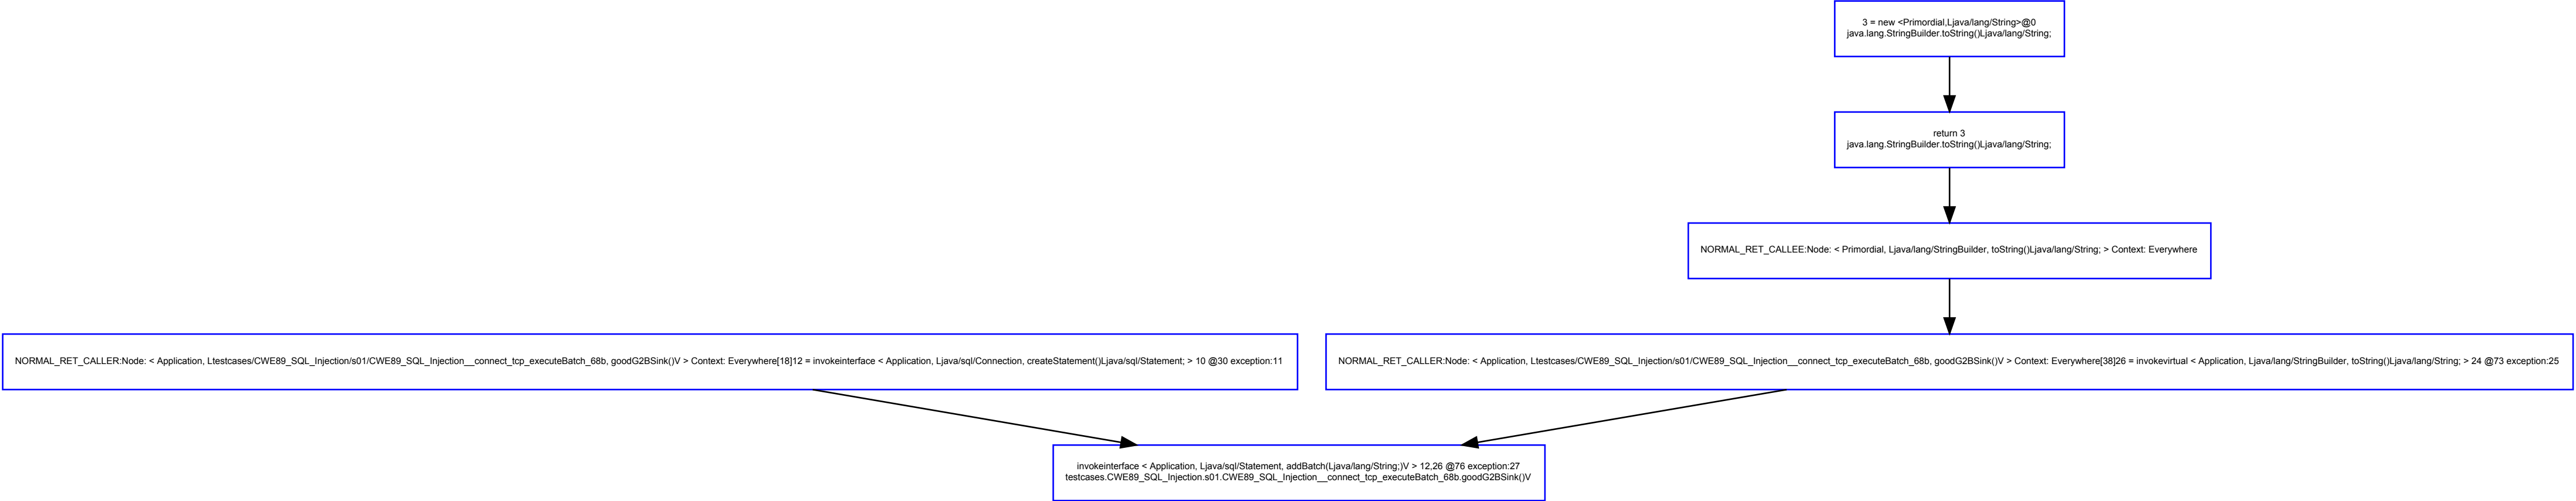 3 = new <Primordial,Ljava/lang/String>@0
java.lang.StringBuilder.toString()Ljava/lang/String;
return 3
java.lang.StringBuilder.toString()Ljava/lang/String;
NORMAL_RET_CALLEE:Node: < Primordial, Ljava/lang/StringBuilder, toString()Ljava/lang/String; > Context: Everywhere
NORMAL_RET_CALLER:Node: < Application, Ltestcases/CWE89_SQL_Injection/s01/CWE89_SQL_Injection__connect_tcp_executeBatch_68b, goodG2BSink()V > Context: Everywhere[18]12 = invokeinterface < Application, Ljava/sql/Connection, createStatement()Ljava/sql/Statement; > 10 @30 exception:11
NORMAL_RET_CALLER:Node: < Application, Ltestcases/CWE89_SQL_Injection/s01/CWE89_SQL_Injection__connect_tcp_executeBatch_68b, goodG2BSink()V > Context: Everywhere[38]26 = invokevirtual < Application, Ljava/lang/StringBuilder, toString()Ljava/lang/String; > 24 @73 exception:25
invokeinterface < Application, Ljava/sql/Statement, addBatch(Ljava/lang/String;)V > 12,26 @76 exception:27
testcases.CWE89_SQL_Injection.s01.CWE89_SQL_Injection__connect_tcp_executeBatch_68b.goodG2BSink()V